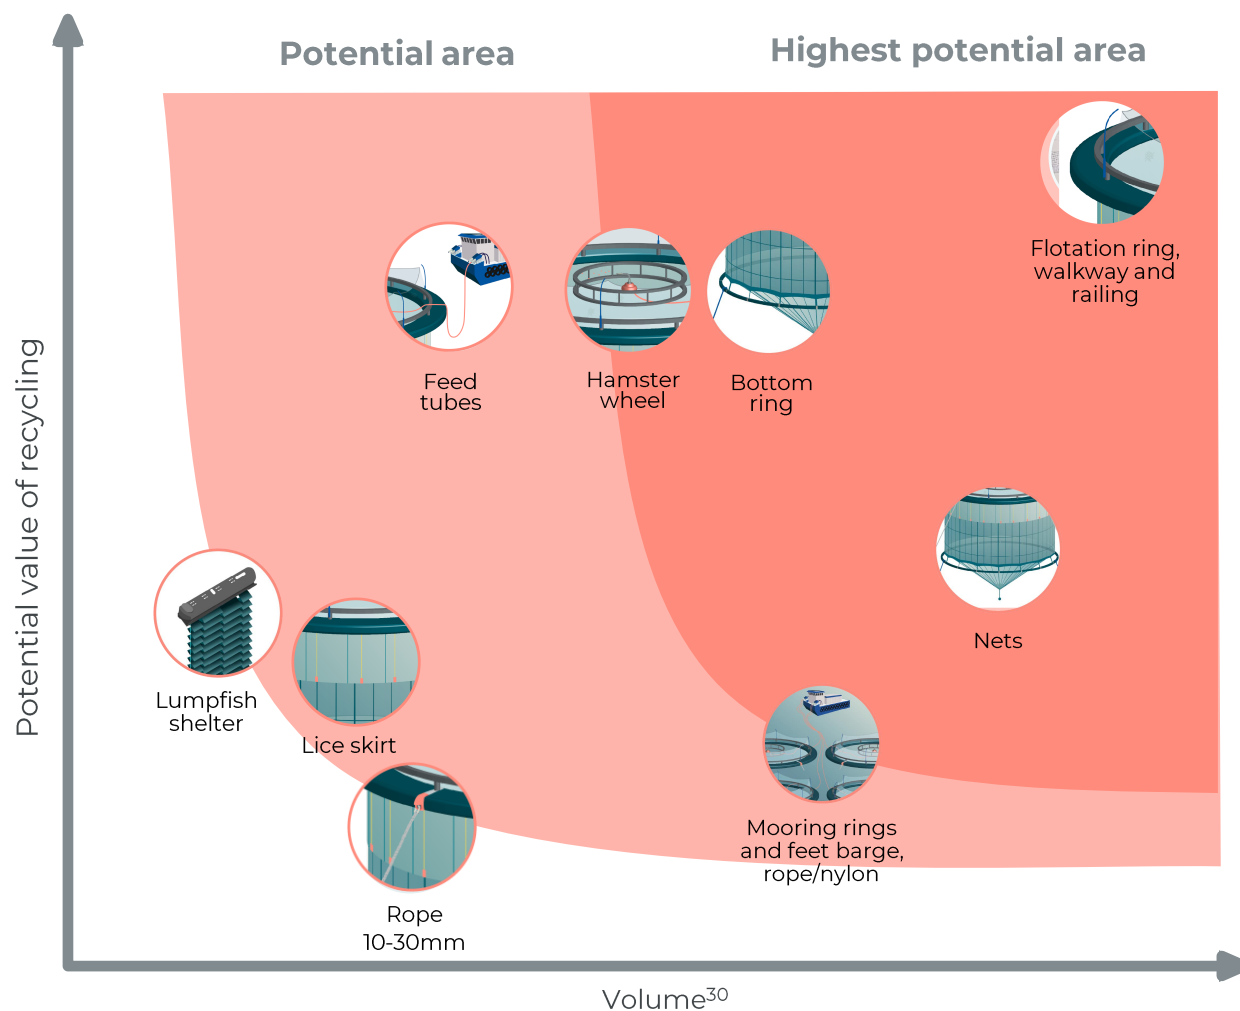 Potential area
Highest potential area
Flotation ring,
walkway and
railing
Feed
tubes
Hamster
wheel
Bottom
ring
Nets
Lumpfish
shelter
Lice skirt
Mooring rings
and feet barge,
rope/nylon
Rope
10-30mm
Potential value of recycling
Volume³⁰